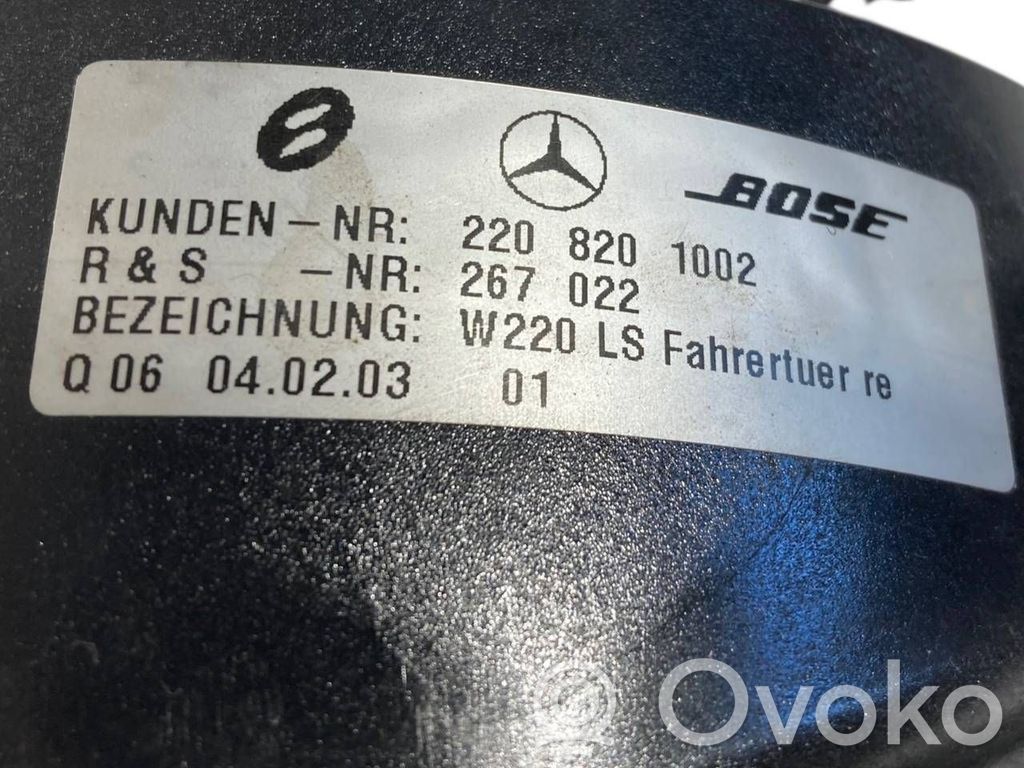 BOSE
KUNDEN-NR: 220 820 1002
R & S -NR: 267 022
BEZEICHNUNG: W220 LS Fahrertuer re
Q 06 04.02.03 01
Ovoko